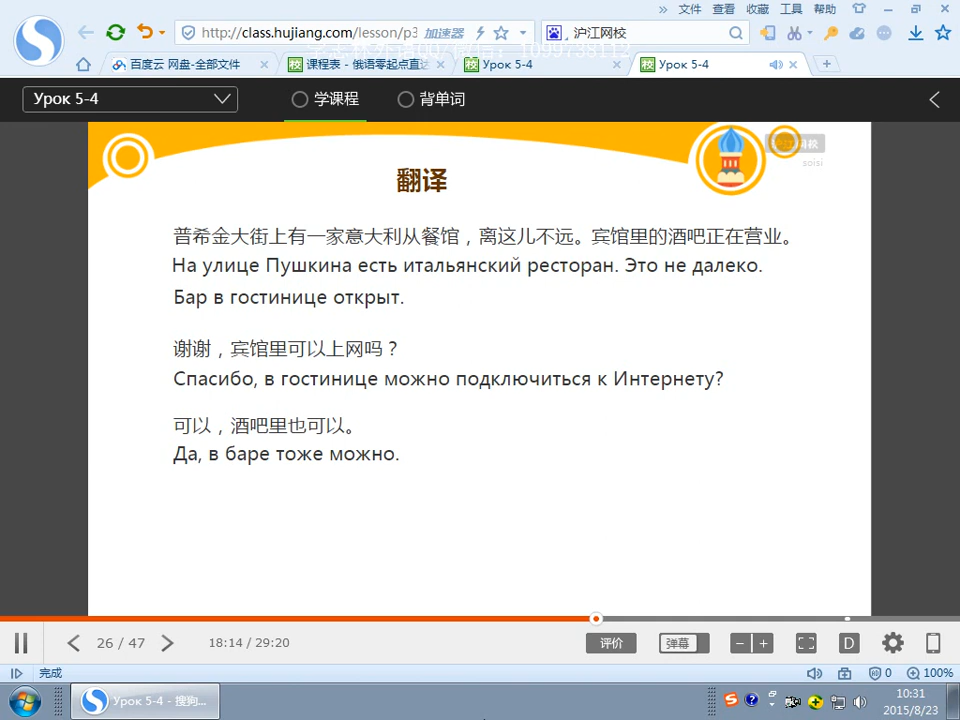 » 文件 查看 收藏 工具 帮助
http://class.hujiang.com/lesson/p3 加速器 沪江网校
百度云 网盘-全部文件 课程表 - 俄语零起点直达 Урок 5-4 Урок 5-4
Урок 5-4 学课程 背单词
soisi
翻译
普希金大街上有一家意大利从餐馆，离这儿不远。宾馆里的酒吧正在营业。
На улице Пушкина есть итальянский ресторан. Это не далеко.
Бар в гостинице открыт.
谢谢，宾馆里可以上网吗？
Спасибо, в гостинице можно подключиться к Интернету?
可以，酒吧里也可以。
Да, в баре тоже можно.
26 / 47 18:14 / 29:20 评价 弹幕 − + D
完成 0 100%
Урок 5-4 - 搜狗... 10:31
2015/8/23